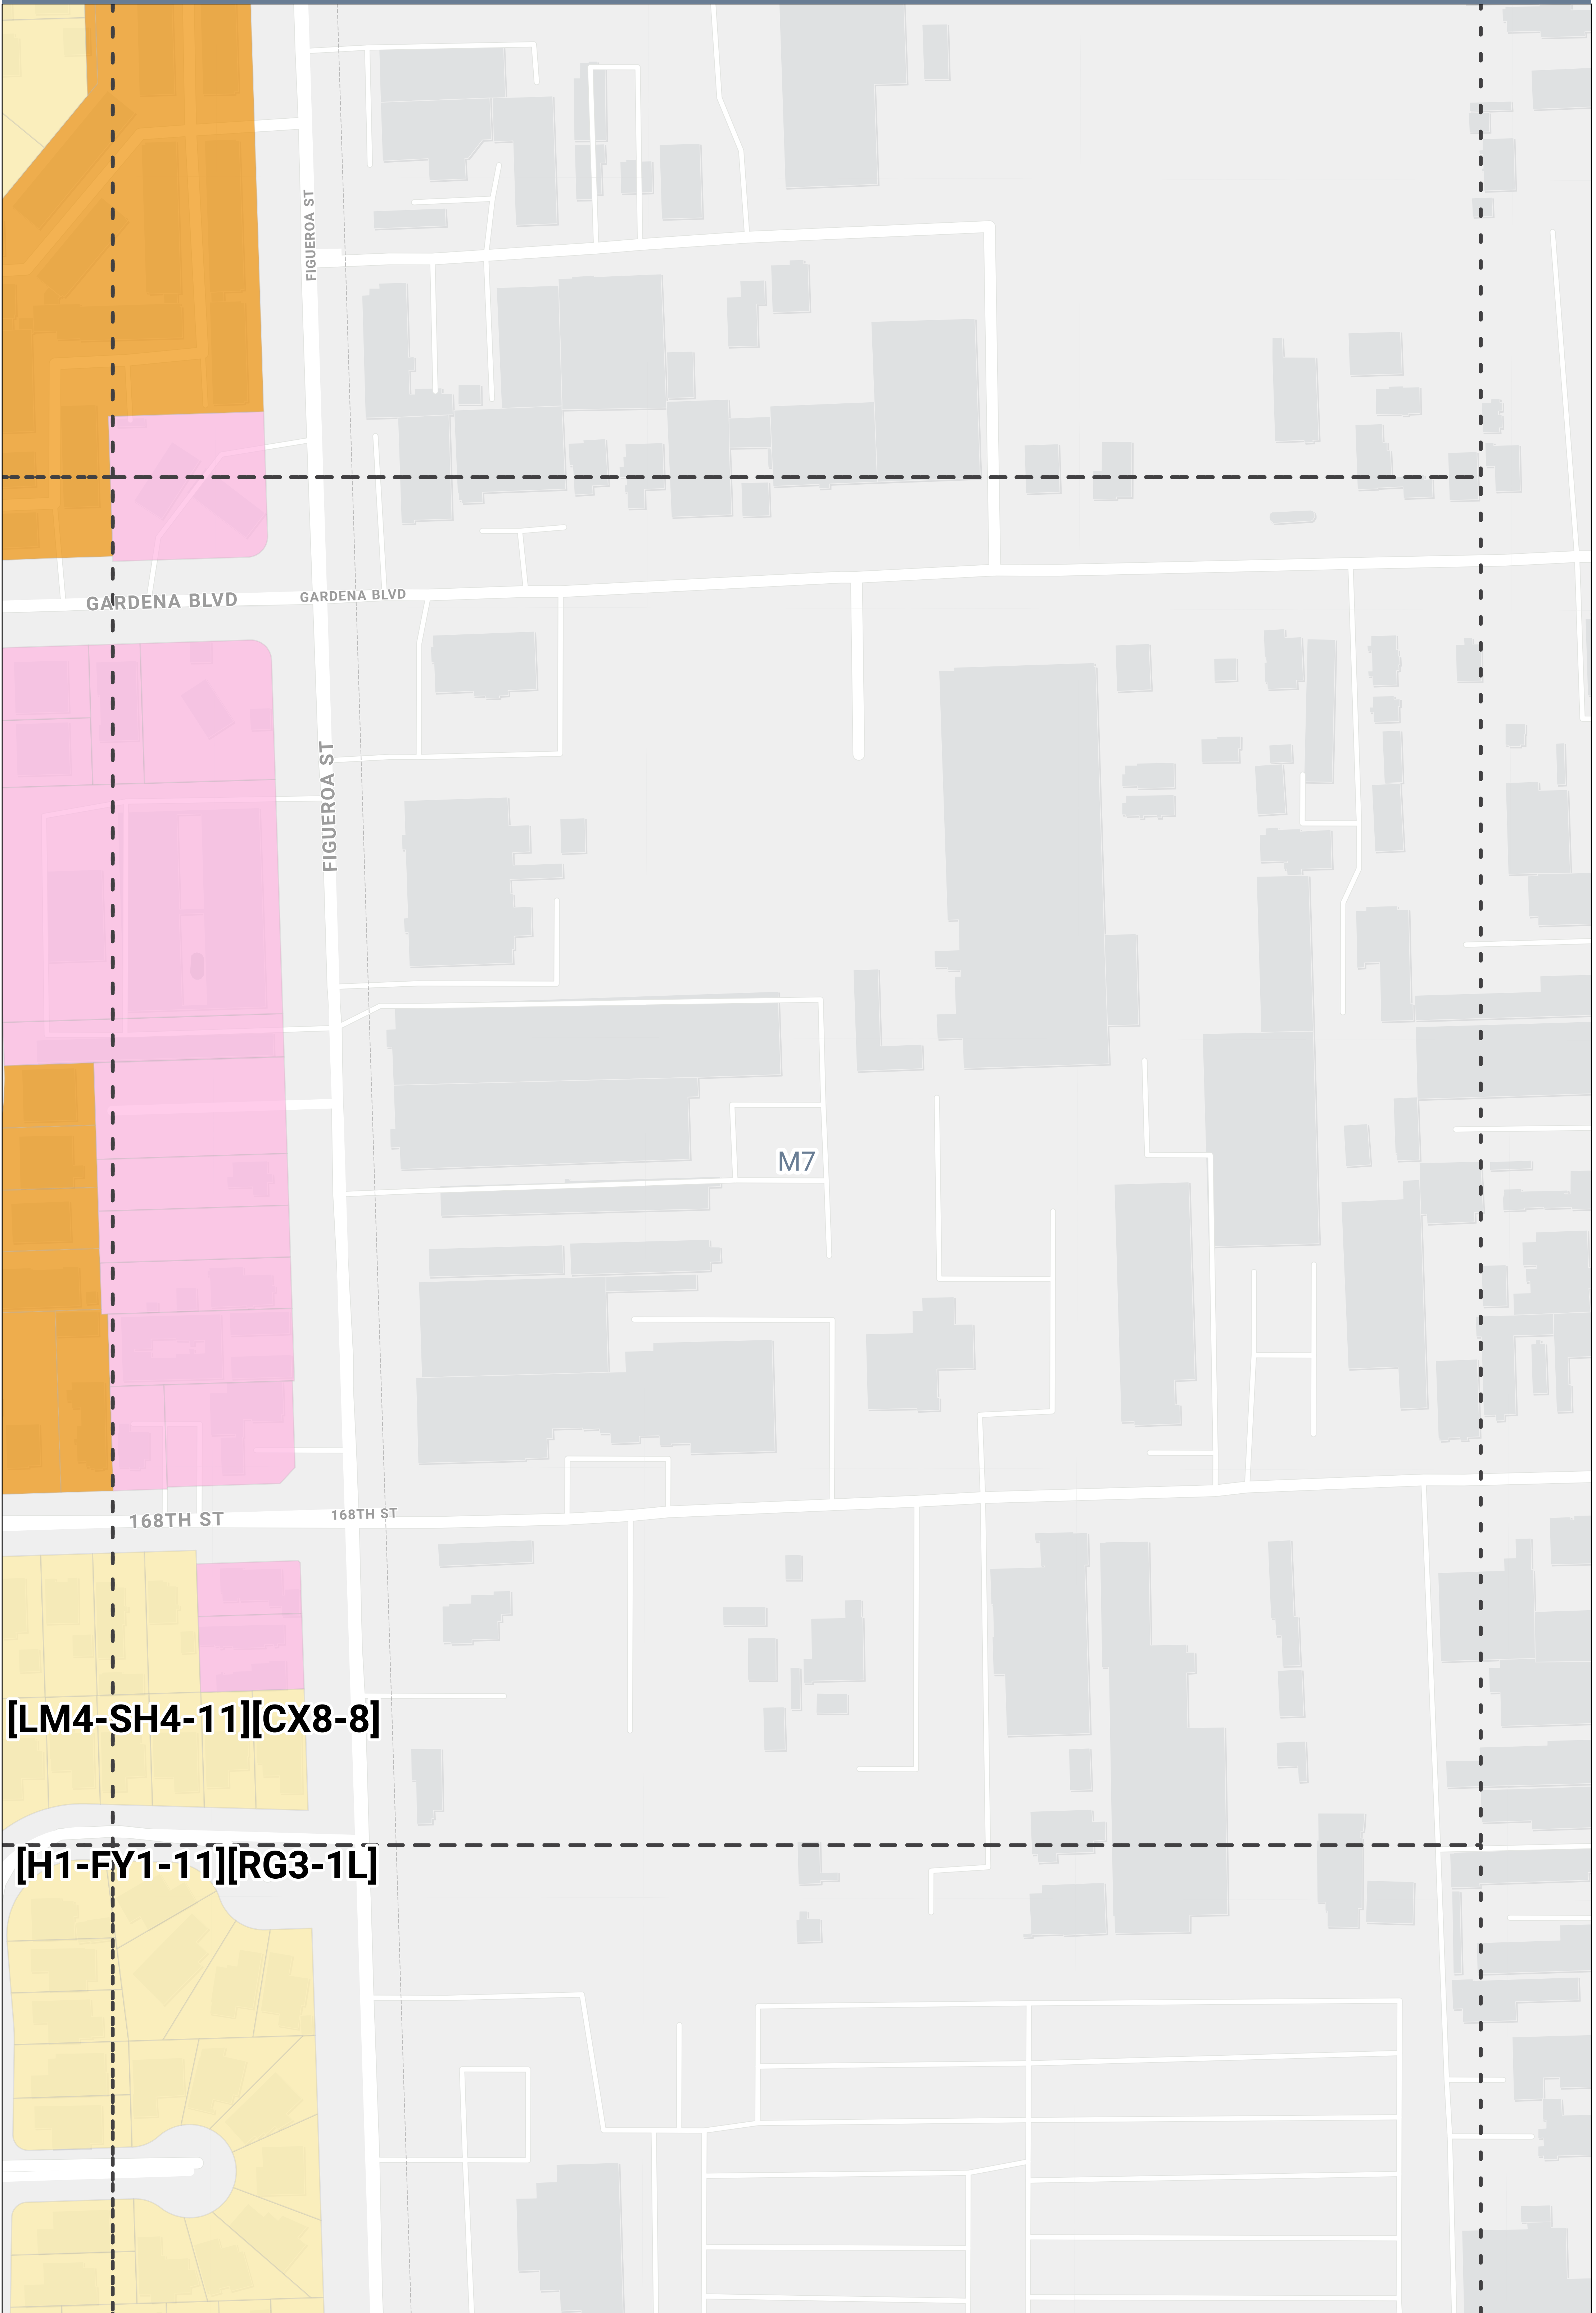 FIGUEROA ST
GARDENA BLVD
GARDENA BLVD
FIGUEROA ST
M7
168TH ST
168TH ST
[LM4-SH4-11][CX8-8]
[H1-FY1-11][RG3-1L]